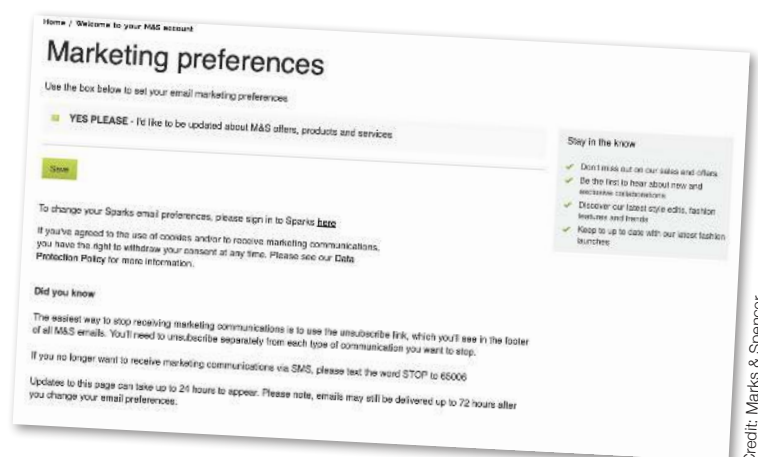 Home / Welcome to your M&S account
Marketing preferences
Use the box below to set your email marketing preferences
YES PLEASE - I'd like to be updated about M&S offers, products and services
Save
To change your Sparks email preferences, please sign in to Sparks here
If you've agreed to the use of cookies and/or to receive marketing communications,
you have the right to withdraw your consent at any time. Please see our Data
Protection Policy for more information.
Did you know
The easiest way to stop receiving marketing communications is to use the unsubscribe link, which you'll see in the footer
of all M&S emails. You'll need to unsubscribe separately from each type of communication you want to stop.
If you no longer want to receive marketing communications via SMS, please text the word STOP to 65006
Updates to this page can take up to 24 hours to appear. Please note, emails may still be delivered up to 72 hours after
you change your email preferences.
Stay in the know
Don't miss out on our sales and offers
Be the first to hear about new and
exclusive collaborations
Discover our latest style edits, fashion
features and trends
Keep to up to date with our latest fashion
launches
Credit: Marks & Spencer